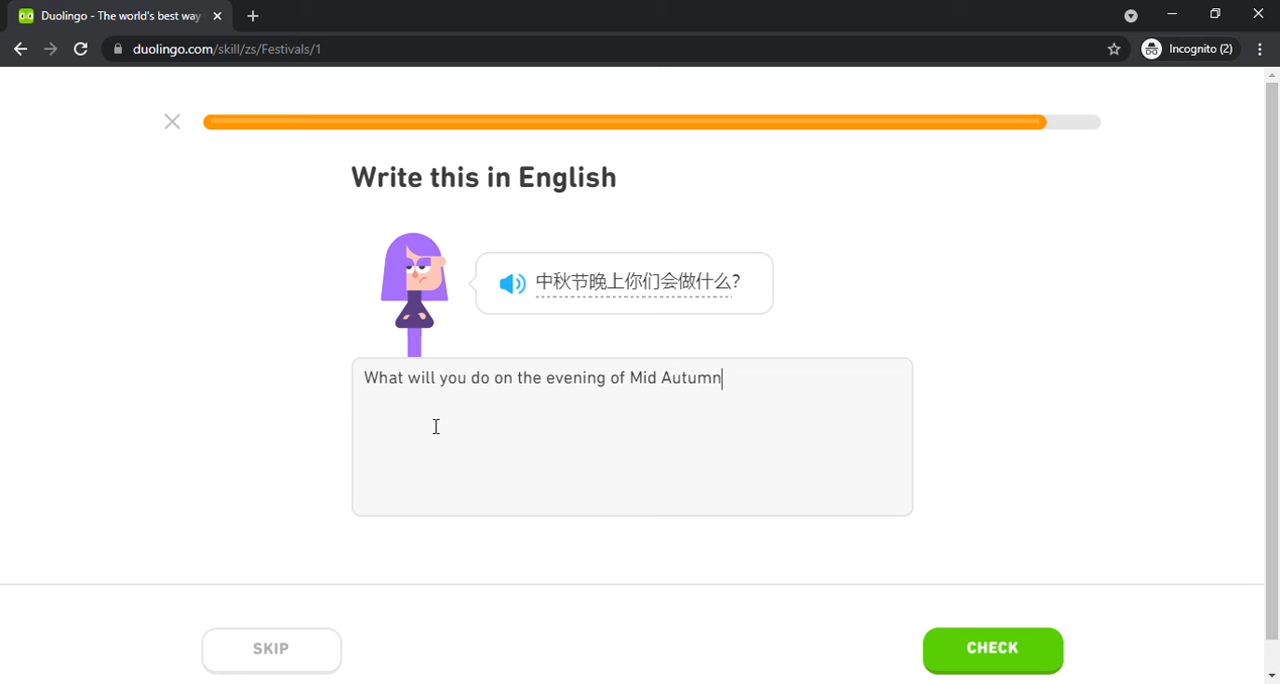 Duolingo - The world's best way
Incognito (2)
duolingo.com/skill/zs/Festivals/1
Write this in English
中秋节晚上你们会做什么?
What will you do on the evening of Mid Autumn
SKIP
CHECK